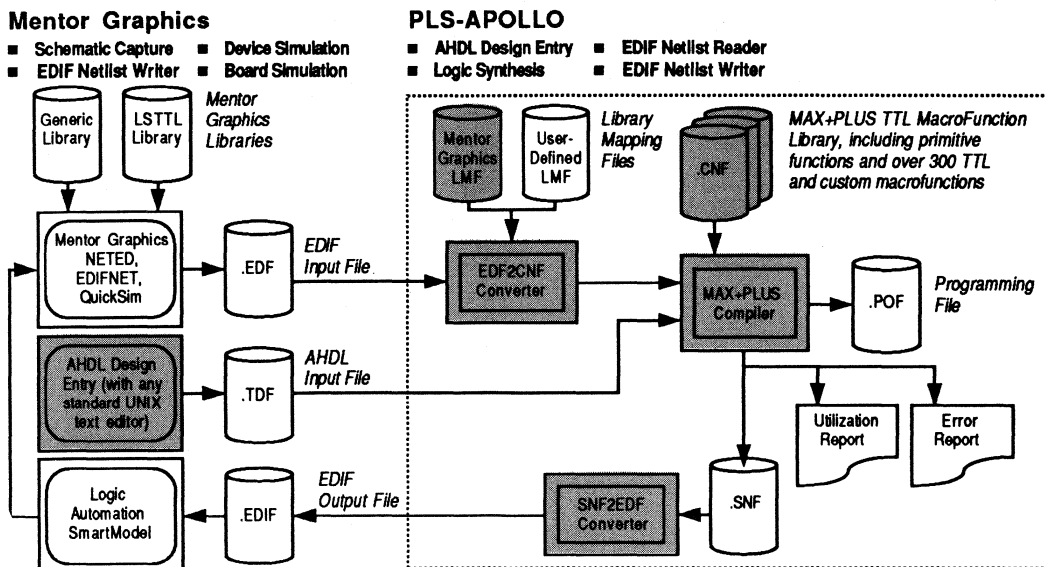 Mentor Graphics
■ Schematic Capture ■ Device Simulation
■ EDIF Netlist Writer ■ Board Simulation
PLS-APOLLO
■ AHDL Design Entry ■ EDIF Netlist Reader
■ Logic Synthesis ■ EDIF Netlist Writer
Generic
Library
LSTTL
Library
Mentor
Graphics
Libraries
Mentor
Graphics
LMF
User-
Defined
LMF
Library
Mapping
Files
.CNF
MAX+PLUS TTL MacroFunction
Library, including primitive
functions and over 300 TTL
and custom macrofunctions
Mentor Graphics
NETED,
EDIFNET,
QuickSim
.EDF
EDIF
Input File
EDF2CNF
Converter
MAX+PLUS
Compiler
.POF
Programming
File
AHDL Design
Entry (with any
standard UNIX
text editor)
.TDF
AHDL
Input File
Utilization
Report
Error
Report
Logic
Automation
SmartModel
.EDIF
EDIF
Output File
SNF2EDF
Converter
.SNF